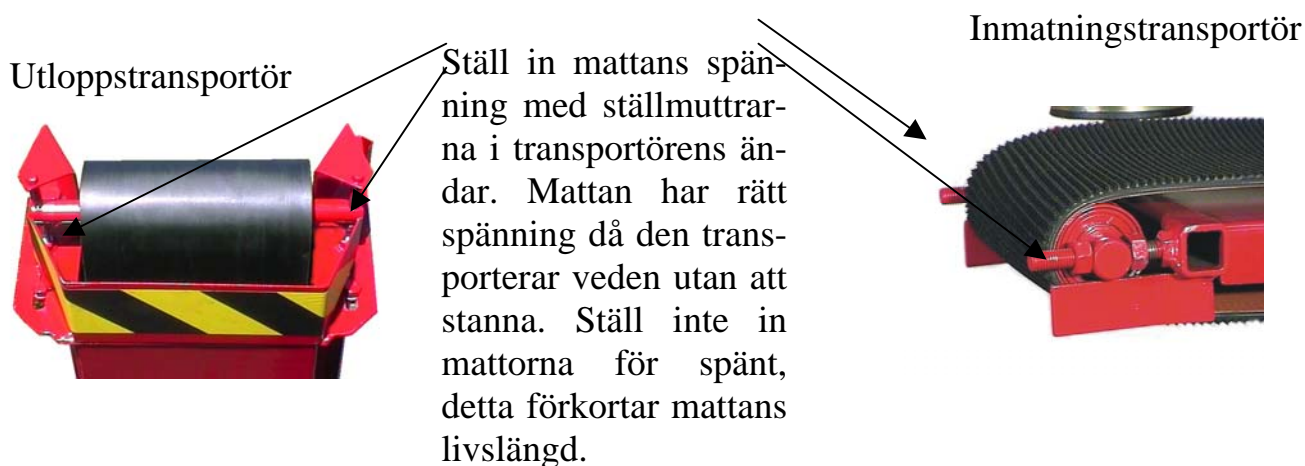 Utloppstransportör
Ställ in mattans spän-
ning med ställmuttrar-
na i transportörens än-
dar. Mattan har rätt
spänning då den trans-
porterar veden utan att
stanna. Ställ inte in
mattorna för spänt,
detta förkortar mattans
livslängd.
Inmatningstransportör